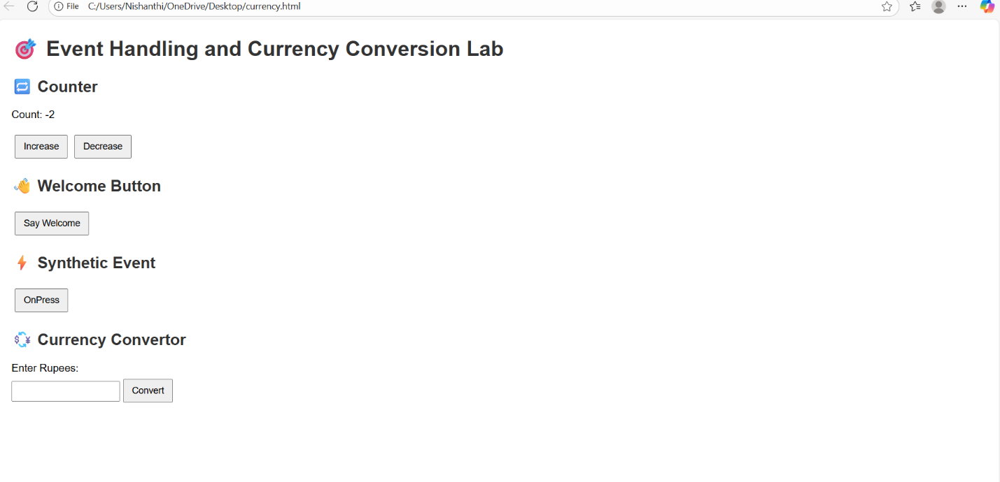 File C:/Users/Nishanthi/OneDrive/Desktop/currency.html
🎯 Event Handling and Currency Conversion Lab
🔁 Counter
Count: -2
Increase Decrease
👋 Welcome Button
Say Welcome
⚡ Synthetic Event
OnPress
💱 Currency Convertor
Enter Rupees:
Convert